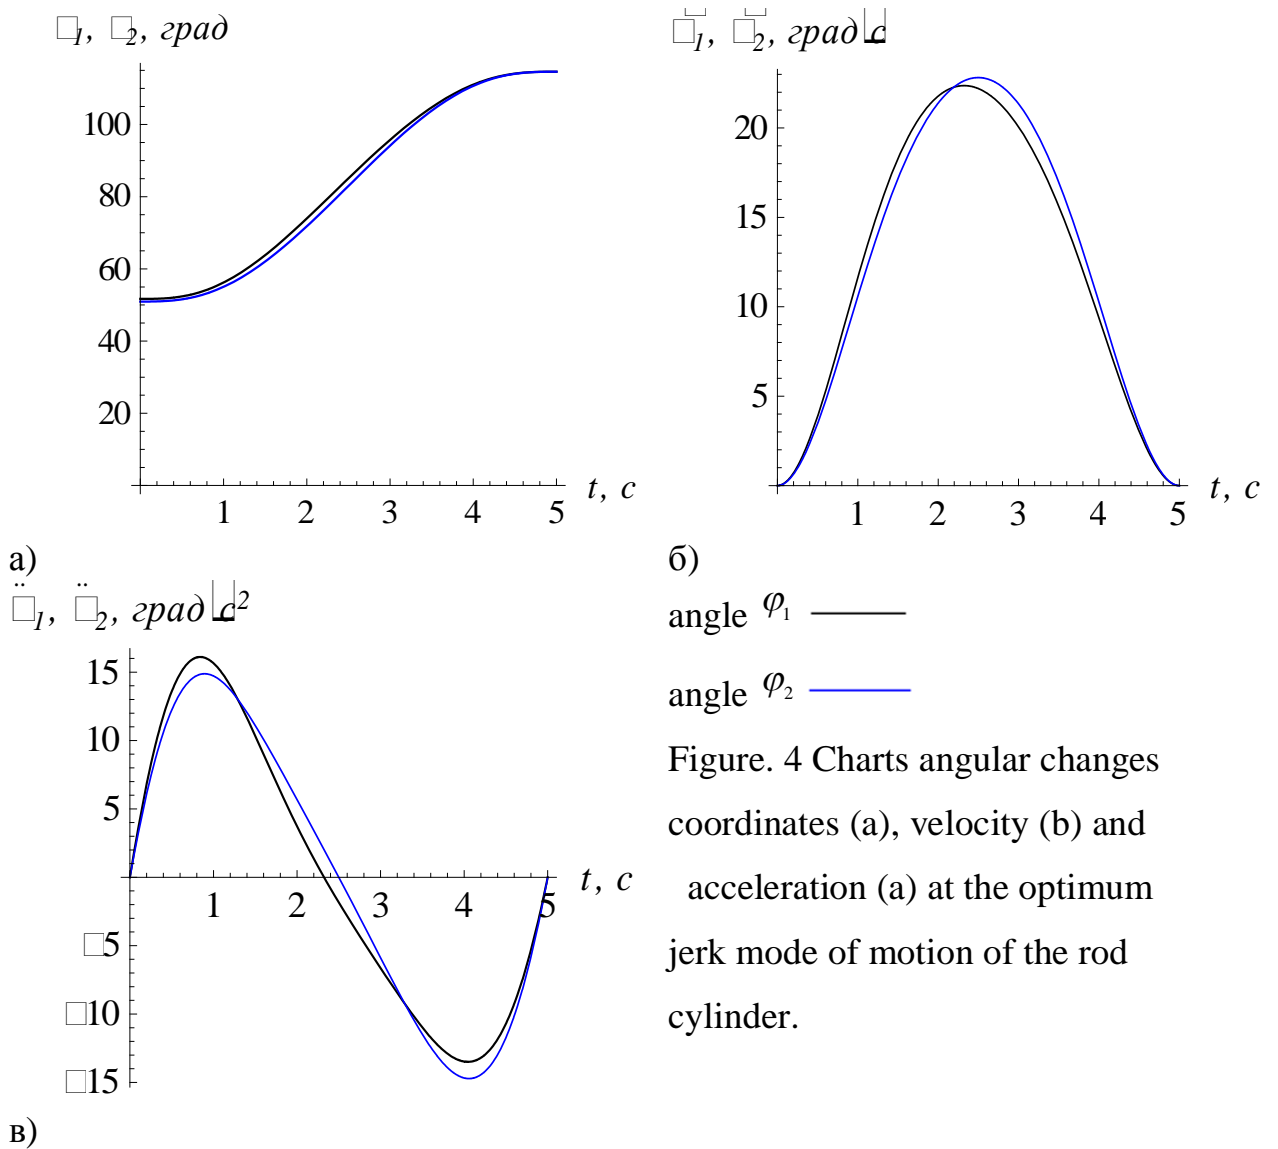 □1, □2, град
100
80
60
40
20
1 2 3 4 5
t, c
а)
□1, □2, град c
20
15
10
5
1 2 3 4 5
t, c
б)
□̈1, □̈2, град c2
15
10
5
□5
□10
□15
1 2 3 4 5
t, c
в)
angle φ1
angle φ2
Figure. 4 Charts angular changes
coordinates (a), velocity (b) and
acceleration (a) at the optimum
jerk mode of motion of the rod
cylinder.